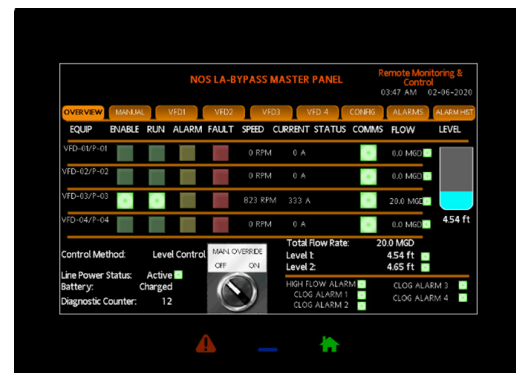 NOS LA-BYPASS MASTER PANEL
Remote Monitoring &
Control
03:47 AM 02-06-2020
OVERVIEW MANUAL VFD1 VFD2 VFD3 VFD 4 CONFIG ALARMS ALARM HIST
EQUIP ENABLE RUN ALARM FAULT SPEED CURRENT STATUS COMMS FLOW LEVEL
VFD-01/P-01 0 RPM 0 A 0.0 MGD
VFD-02/P-02 0 RPM 0 A 0.0 MGD
VFD-03/P-03 823 RPM 333 A 20.0 MGD
VFD-04/P-04 0 RPM 0 A 0.0 MGD 4.54 ft
Control Method: Level Control
MAN. OVERRIDE
OFF ON
Total Flow Rate: 20.0 MGD
Level 1: 4.54 ft
Level 2: 4.65 ft
Line Power Status: Active
Battery: Charged
Diagnostic Counter: 12
HIGH FLOW ALARM
CLOG ALARM 1
CLOG ALARM 2
CLOG ALARM 3
CLOG ALARM 4